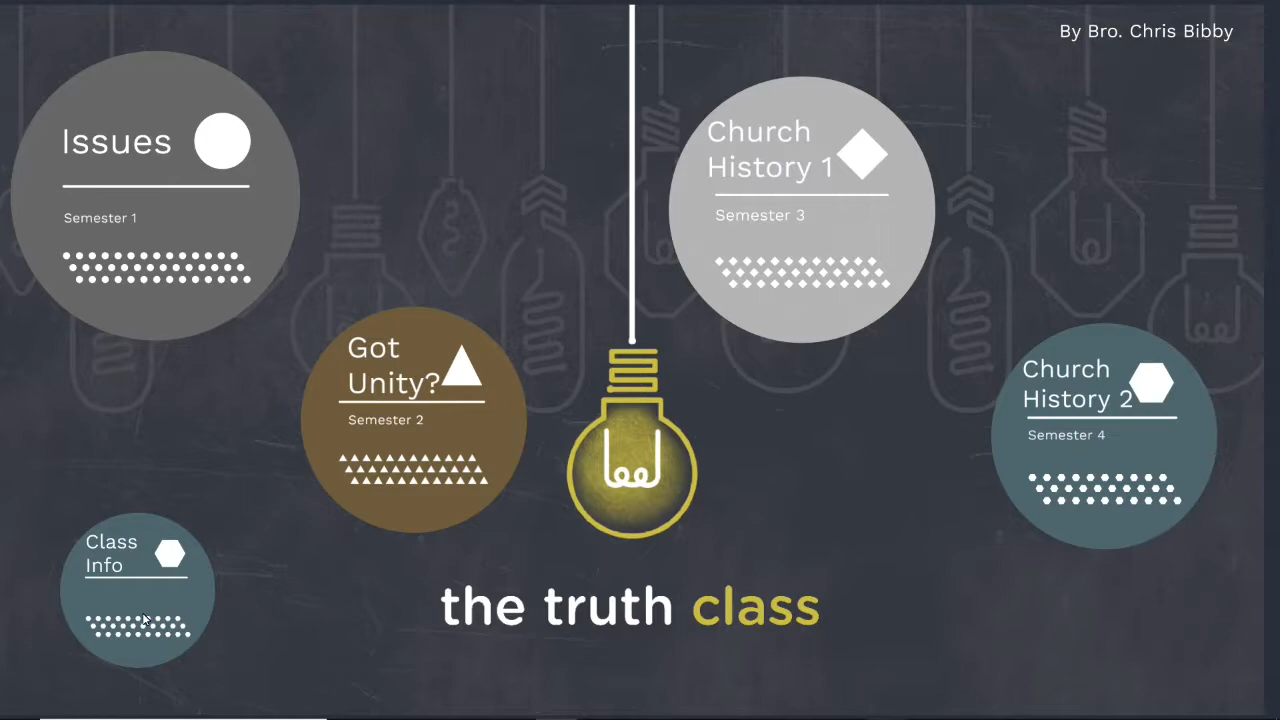 By Bro. Chris Bibby
Issues
Semester 1
Church
History 1
Semester 3
Got
Unity?
Semester 2
Church
History 2
Semester 4
Class
Info
the truth class